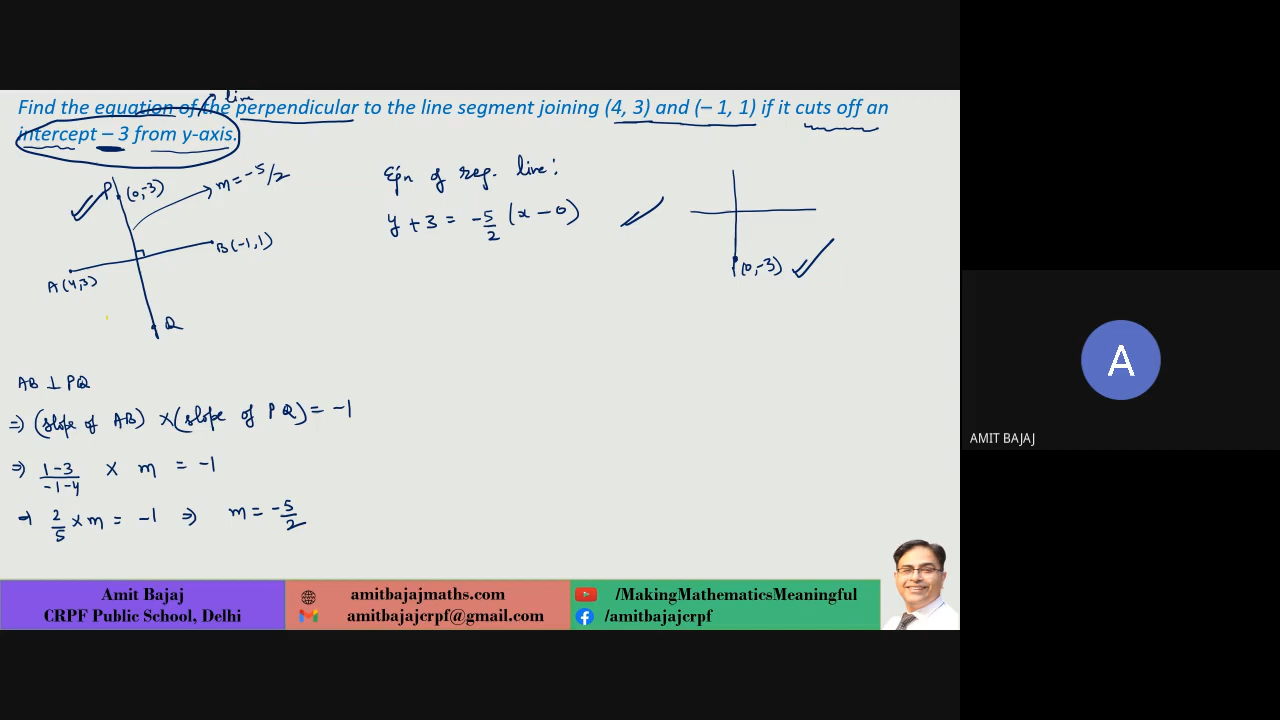 line
Find the equation of the perpendicular to the line segment joining (4, 3) and (– 1, 1) if it cuts off an
intercept – 3 from y-axis.
P (0,-3)
m = -5/2
B(-1,1)
A (4,3)
Q
Eqn of req. line:
y + 3 = -5/2 (x - 0)
(0,-3)
AB ⊥ PQ
⇒ (slope of AB) × (slope of PQ) = -1
⇒ 1-3/-1-4 × m = -1
⇒ 2/5 × m = -1 ⇒ m = -5/2
A
AMIT BAJAJ
Amit Bajaj
CRPF Public School, Delhi
amitbajajmaths.com
amitbajajcrpf@gmail.com
/MakingMathematicsMeaningful
/amitbajajcrpf